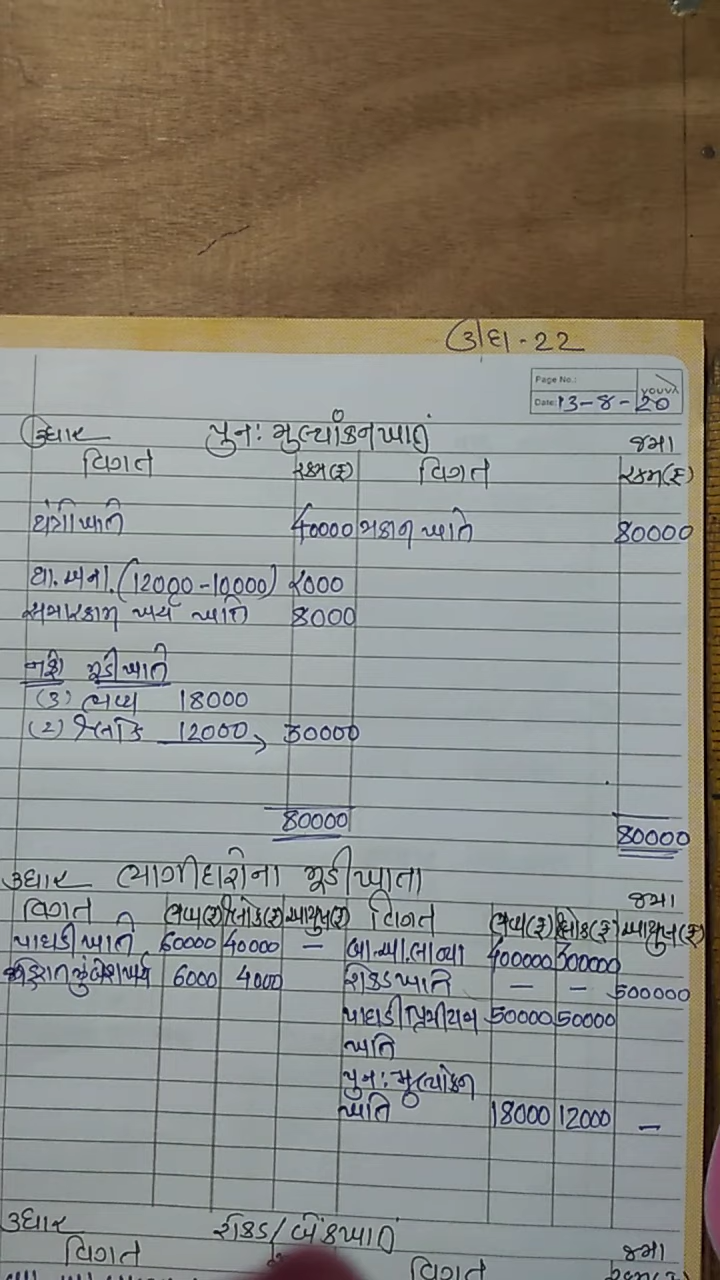 ઉદા-22
Page No.:
youva
Date: 13-8-20
ઉધાર પુનઃ મુલ્યાંકન ખાતું જમા
વિગત રકમ(₹) વિગત રકમ(₹)
યંત્રો ખાતે 40000 મકાન ખાતે 80000
ઘા.અના.(12000-10000) 2000
સમારકામ ખર્ચ ખાતે 8000
નફો મૂડી ખાતે
(3) ભવ્ય 18000
(2) 12000 30000
80000 80000
ઉધાર ભાગીદારોના મૂડી ખાતા જમા
વિગત ભવ્ય(₹) વિગત ભવ્ય(₹)
પાઘડી ખાતે 60000 40000 – બા.આ.લાવ્યા 400000 300000
6000 4000 રોકડ ખાતે – – 500000
પાઘડી પ્રિમીયમ 50000 50000
ખાતે
પુનઃ મુલ્યાંકન
ખાતે 18000 12000 –
ઉધાર રોકડ/બેંક ખાતું જમા
વિગત વિગત